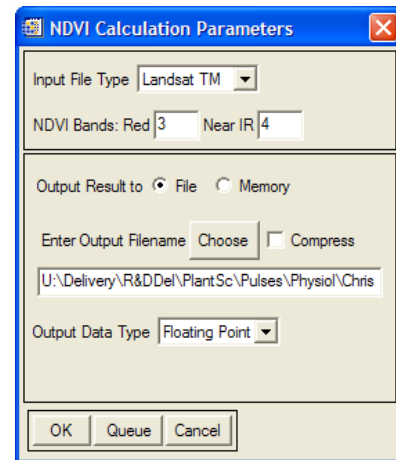 NDVI Calculation Parameters
Input File Type Landsat TM
NDVI Bands: Red 3 Near IR 4
Output Result to File Memory
Enter Output Filename Choose Compress
U:\Delivery\R&DDel\PlantSc\Pulses\Physiol\Chris
Output Data Type Floating Point
OK Queue Cancel